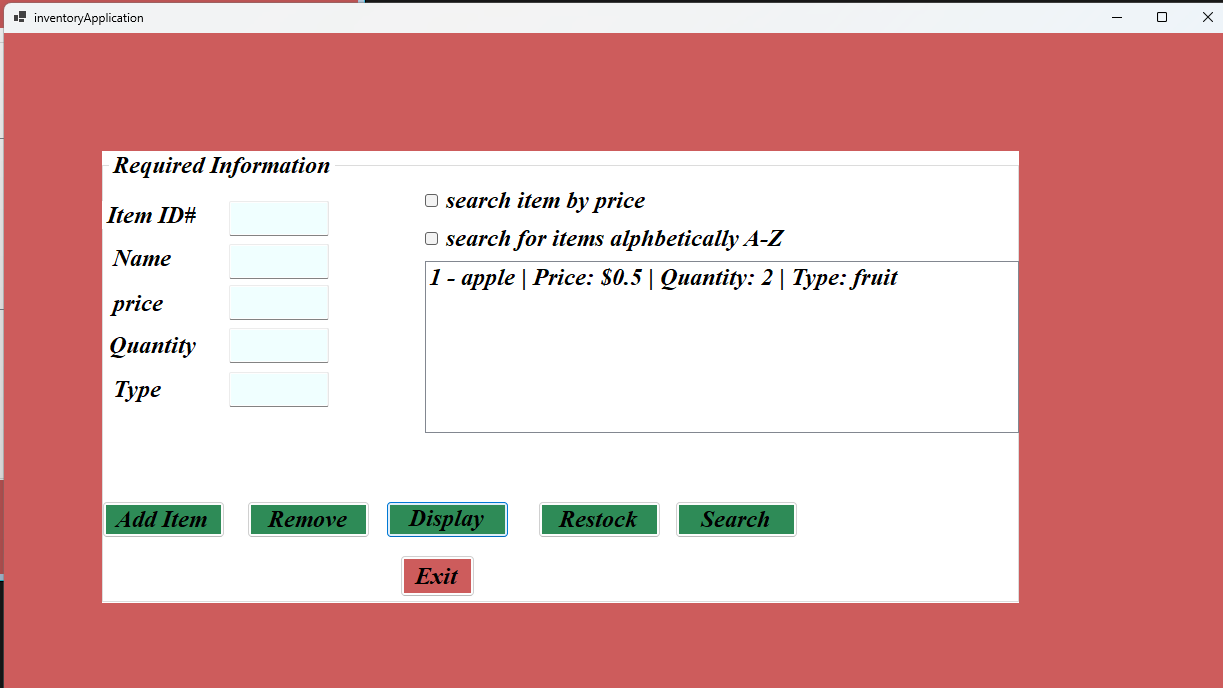 inventoryApplication
Required Information
Item ID#
Name
price
Quantity
Type
search item by price
search for items alphbetically A-Z
1 - apple | Price: $0.5 | Quantity: 2 | Type: fruit
Add Item
Remove
Display
Restock
Search
Exit